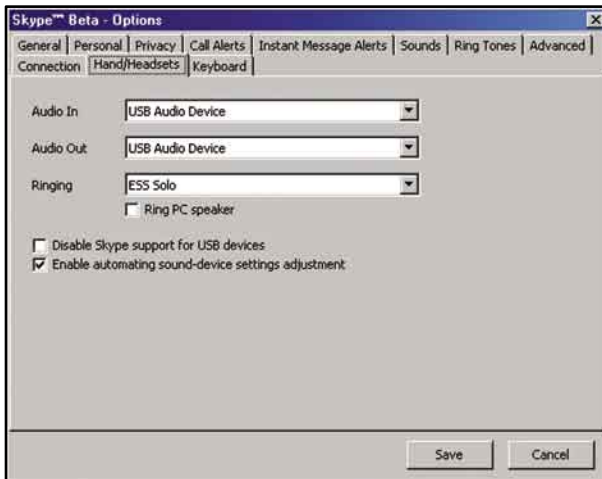 Skype™ Beta - Options
General Personal Privacy Call Alerts Instant Message Alerts Sounds Ring Tones Advanced
Connection Hand/Headsets Keyboard
Audio In USB Audio Device
Audio Out USB Audio Device
Ringing ESS Solo
Ring PC speaker
Disable Skype support for USB devices
Enable automating sound-device settings adjustment
Save Cancel